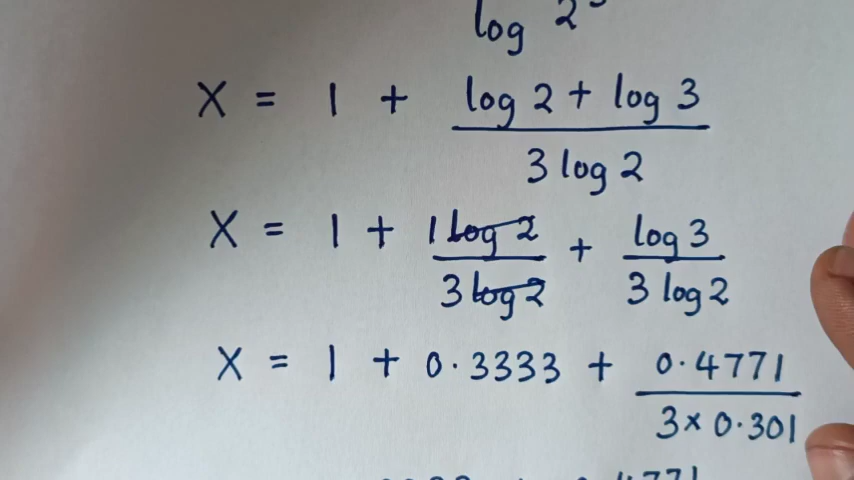 log 2³
X = 1 + log 2 + log 3 / 3 log 2
X = 1 + 1 log 2 / 3 log 2 + log 3 / 3 log 2
X = 1 + 0.3333 + 0.4771 / 3 × 0.301